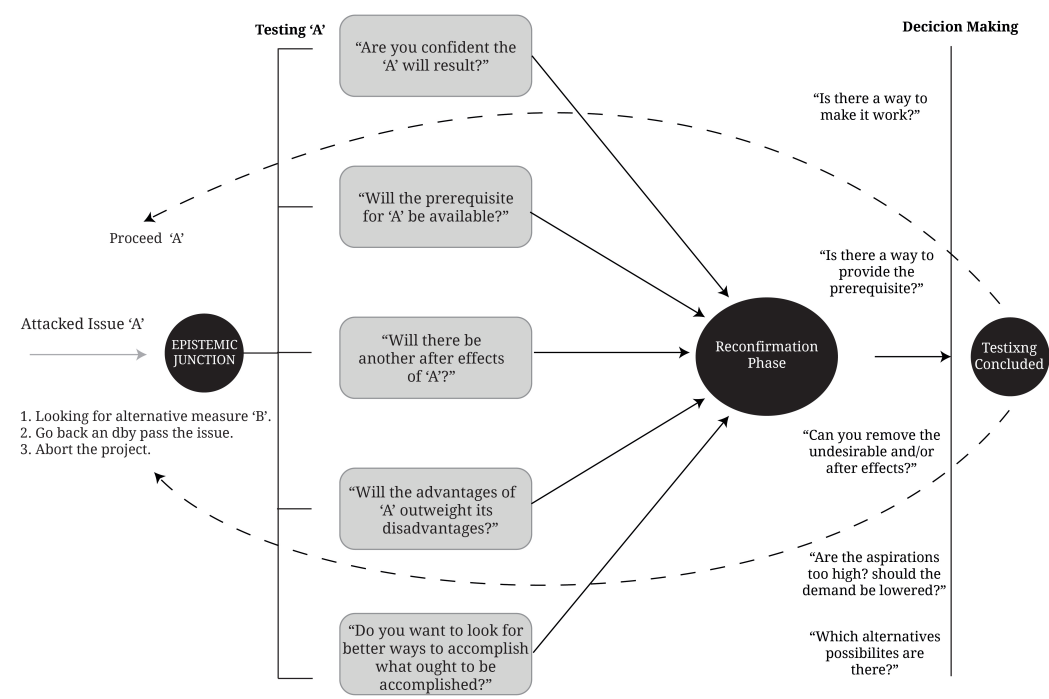 Testing ‘A’
“Are you confident the
‘A’ will result?”
“Will the prerequisite
for ‘A’ be available?”
“Will there be
another after effects
of ‘A’?”
“Will the advantages of
‘A’ outweight its
disadvantages?”
“Do you want to look for
better ways to accomplish
what ought to be
accomplished?”
Proceed ‘A’
Attacked Issue ‘A’
EPISTEMIC
JUNCTION
1. Looking for alternative measure ‘B’.
2. Go back an dby pass the issue.
3. Abort the project.
Reconfirmation
Phase
Decicion Making
“Is there a way to
make it work?”
“Is there a way to
provide the
prerequisite?”
“Can you remove the
undesirable and/or
after effects?”
“Are the aspirations
too high? should the
demand be lowered?”
“Which alternatives
possibilites are
there?”
Testixng
Concluded